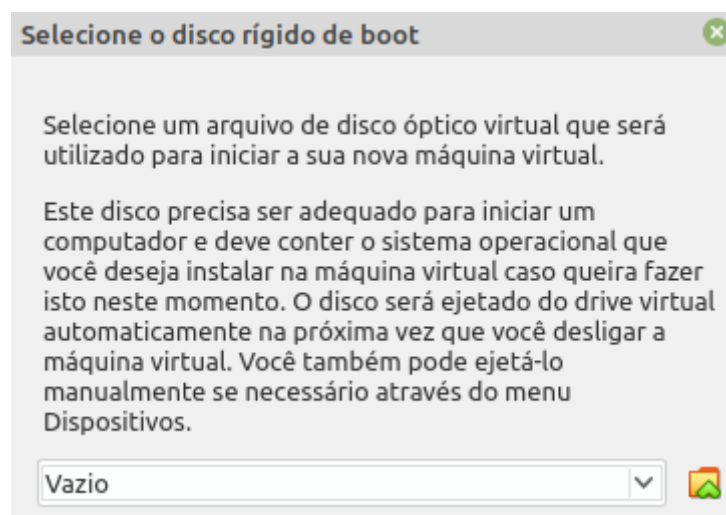 Selecione o disco rígido de boot
Selecione um arquivo de disco óptico virtual que será
utilizado para iniciar a sua nova máquina virtual.
Este disco precisa ser adequado para iniciar um
computador e deve conter o sistema operacional que
você deseja instalar na máquina virtual caso queira fazer
isto neste momento. O disco será ejetado do drive virtual
automaticamente na próxima vez que você desligar a
máquina virtual. Você também pode ejetá-lo
manualmente se necessário através do menu
Dispositivos.
Vazio